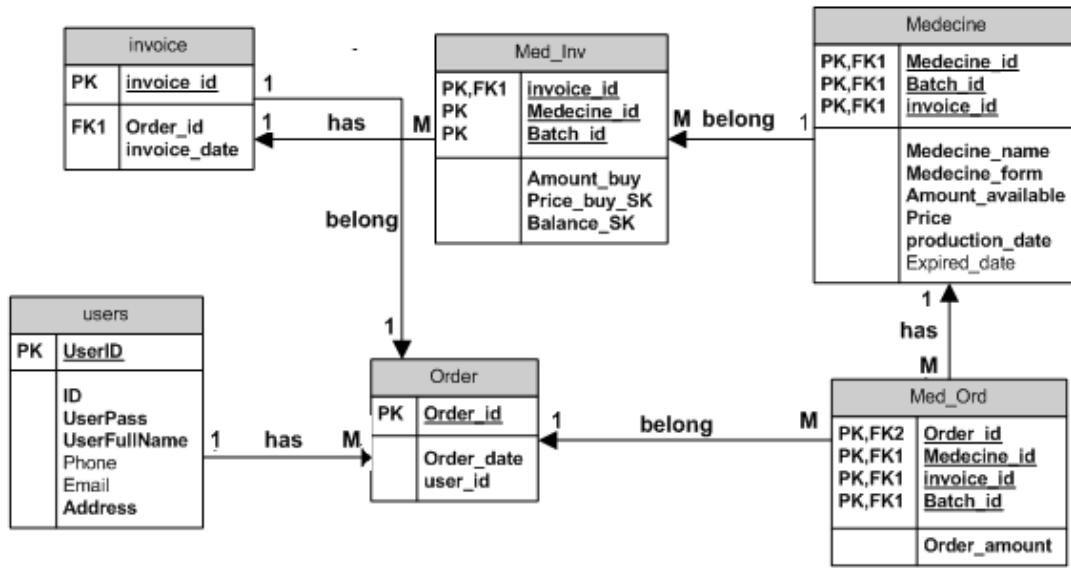 invoice
PK invoice_id
FK1 Order_id
invoice_date
-
Med_Inv
PK,FK1 invoice_id
PK Medecine_id
PK Batch_id
Amount_buy
Price_buy_SK
Balance_SK
Medecine
PK,FK1 Medecine_id
PK,FK1 Batch_id
PK,FK1 invoice_id
Medecine_name
Medecine_form
Amount_available
Price
production_date
Expired_date
1
1 has M
M belong 1
belong
1
1
has
M
users
PK UserID
ID
UserPass
UserFullName
Phone
Email
Address
1 has M
Order
PK Order_id
Order_date
user_id
1 belong M
Med_Ord
PK,FK2 Order_id
PK,FK1 Medecine_id
PK,FK1 invoice_id
PK,FK1 Batch_id
Order_amount